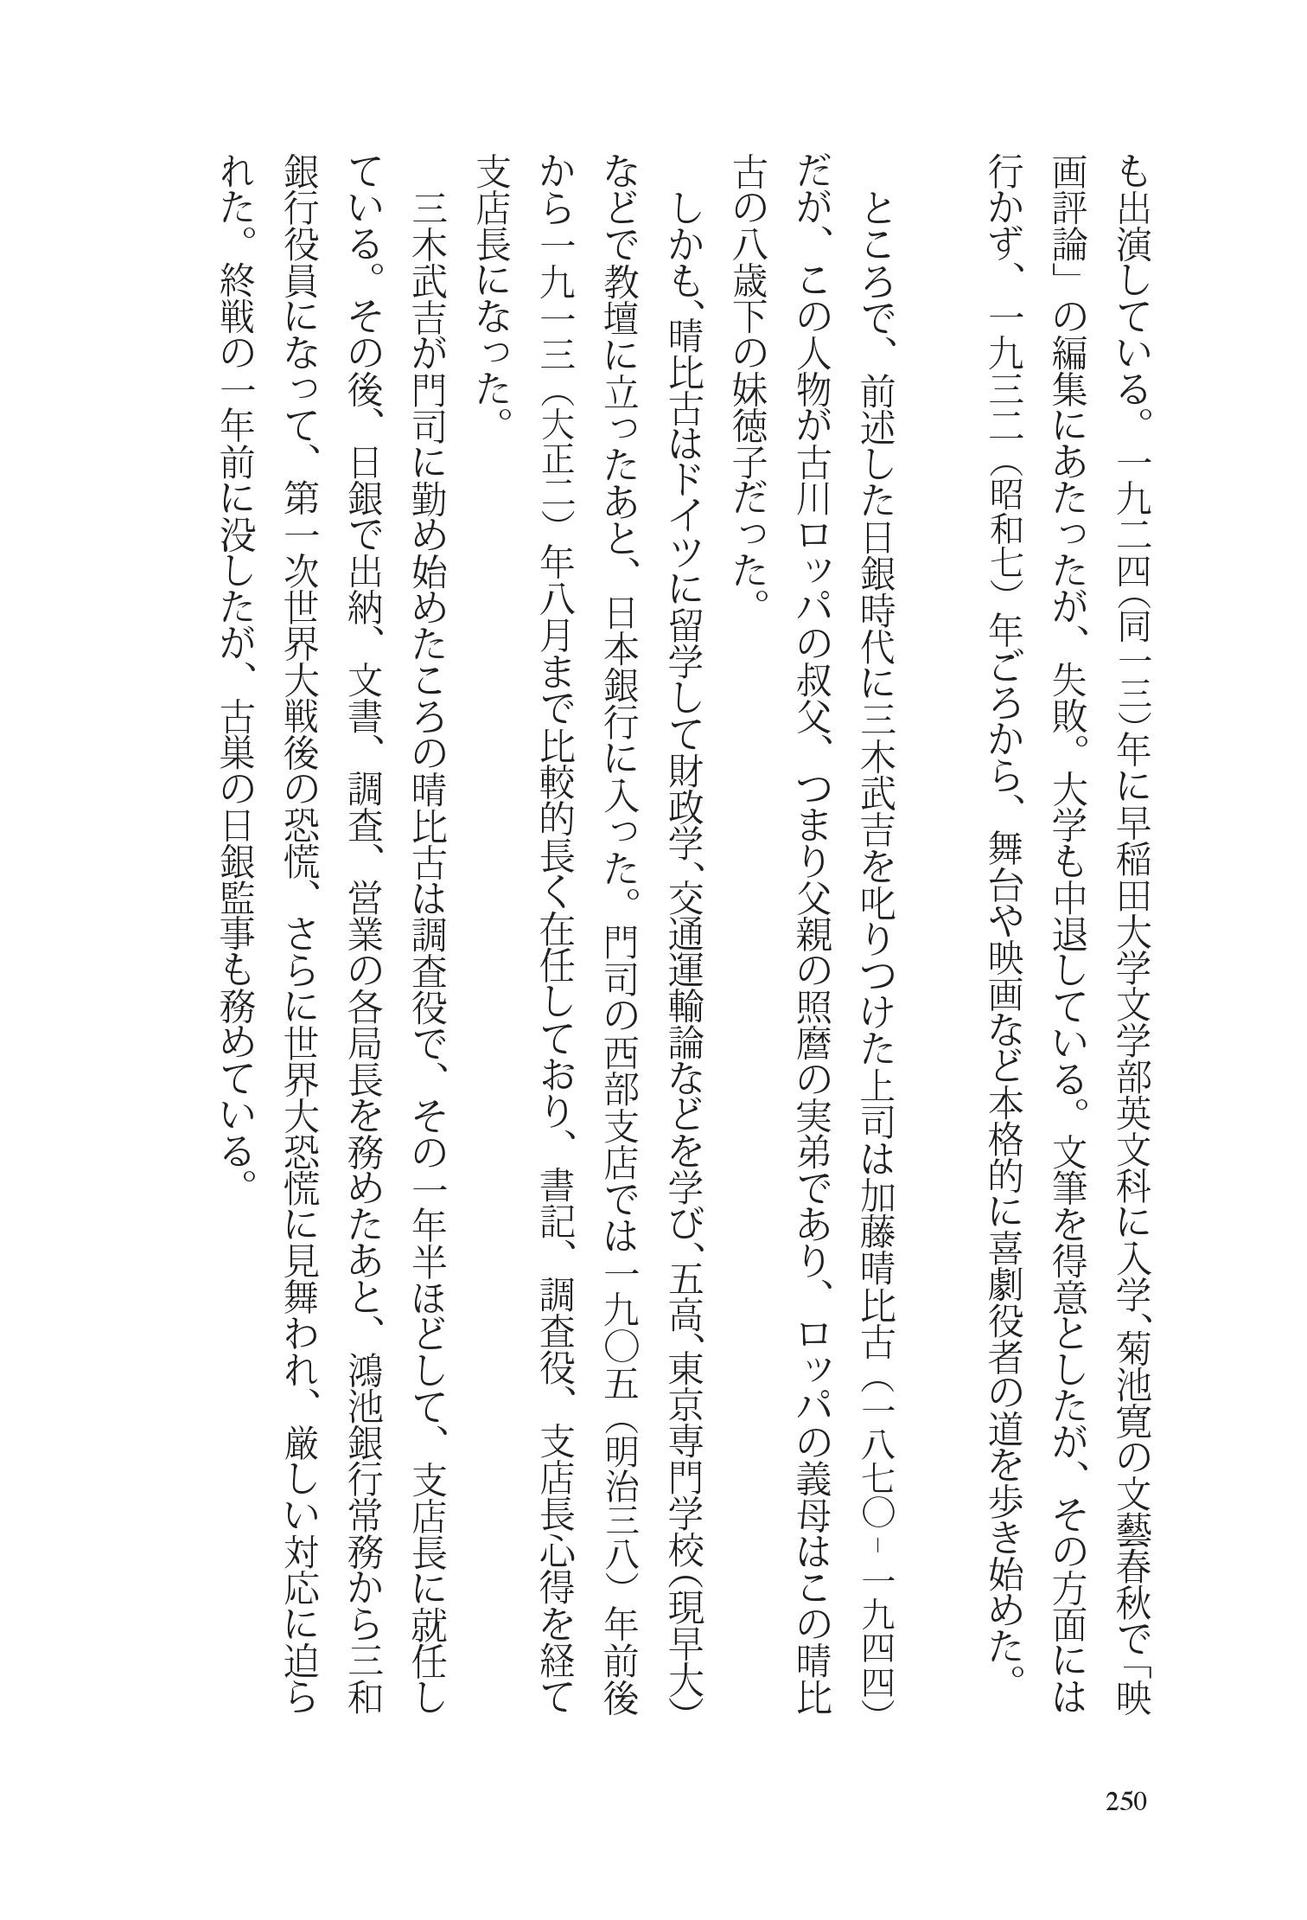 も出演している。一九二四（同一三）年に早稲田大学文学部英文科に入学、菊池寛の文藝春秋で「映
画評論」の編集にあたったが、失敗。大学も中退している。文筆を得意としたが、その方面には
行かず、一九三二（昭和七）年ごろから、舞台や映画など本格的に喜劇役者の道を歩き始めた。
ところで、前述した日銀時代に三木武吉を叱りつけた上司は加藤晴比古（一八七〇－一九四四）
だが、この人物が古川ロッパの叔父、つまり父親の照麿の実弟であり、ロッパの義母はこの晴比
古の八歳下の妹徳子だった。
しかも、晴比古はドイツに留学して財政学、交通運輸論などを学び、五高、東京専門学校（現早大）
などで教壇に立ったあと、日本銀行に入った。門司の西部支店では一九〇五（明治三八）年前後
から一九一三（大正二）年八月まで比較的長く在任しており、書記、調査役、支店長心得を経て
支店長になった。
三木武吉が門司に勤め始めたころの晴比古は調査役で、その一年半ほどして、支店長に就任し
ている。その後、日銀で出納、文書、調査、営業の各局長を務めたあと、鴻池銀行常務から三和
銀行役員になって、第一次世界大戦後の恐慌、さらに世界大恐慌に見舞われ、厳しい対応に迫ら
れた。終戦の一年前に没したが、古巣の日銀監事も務めている。
250